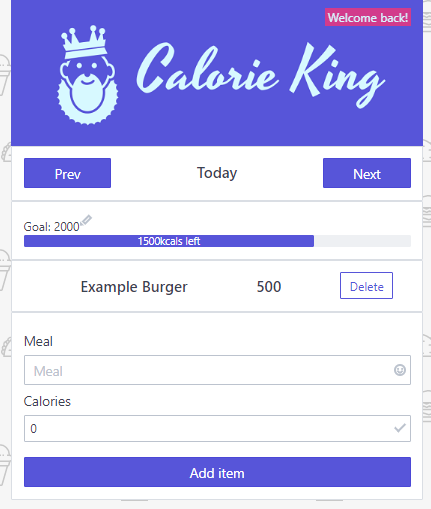 Welcome back!
Calorie King
Prev Today Next
Goal: 2000
1500kcals left
Example Burger 500 Delete
Meal
Meal
Calories
0
Add item